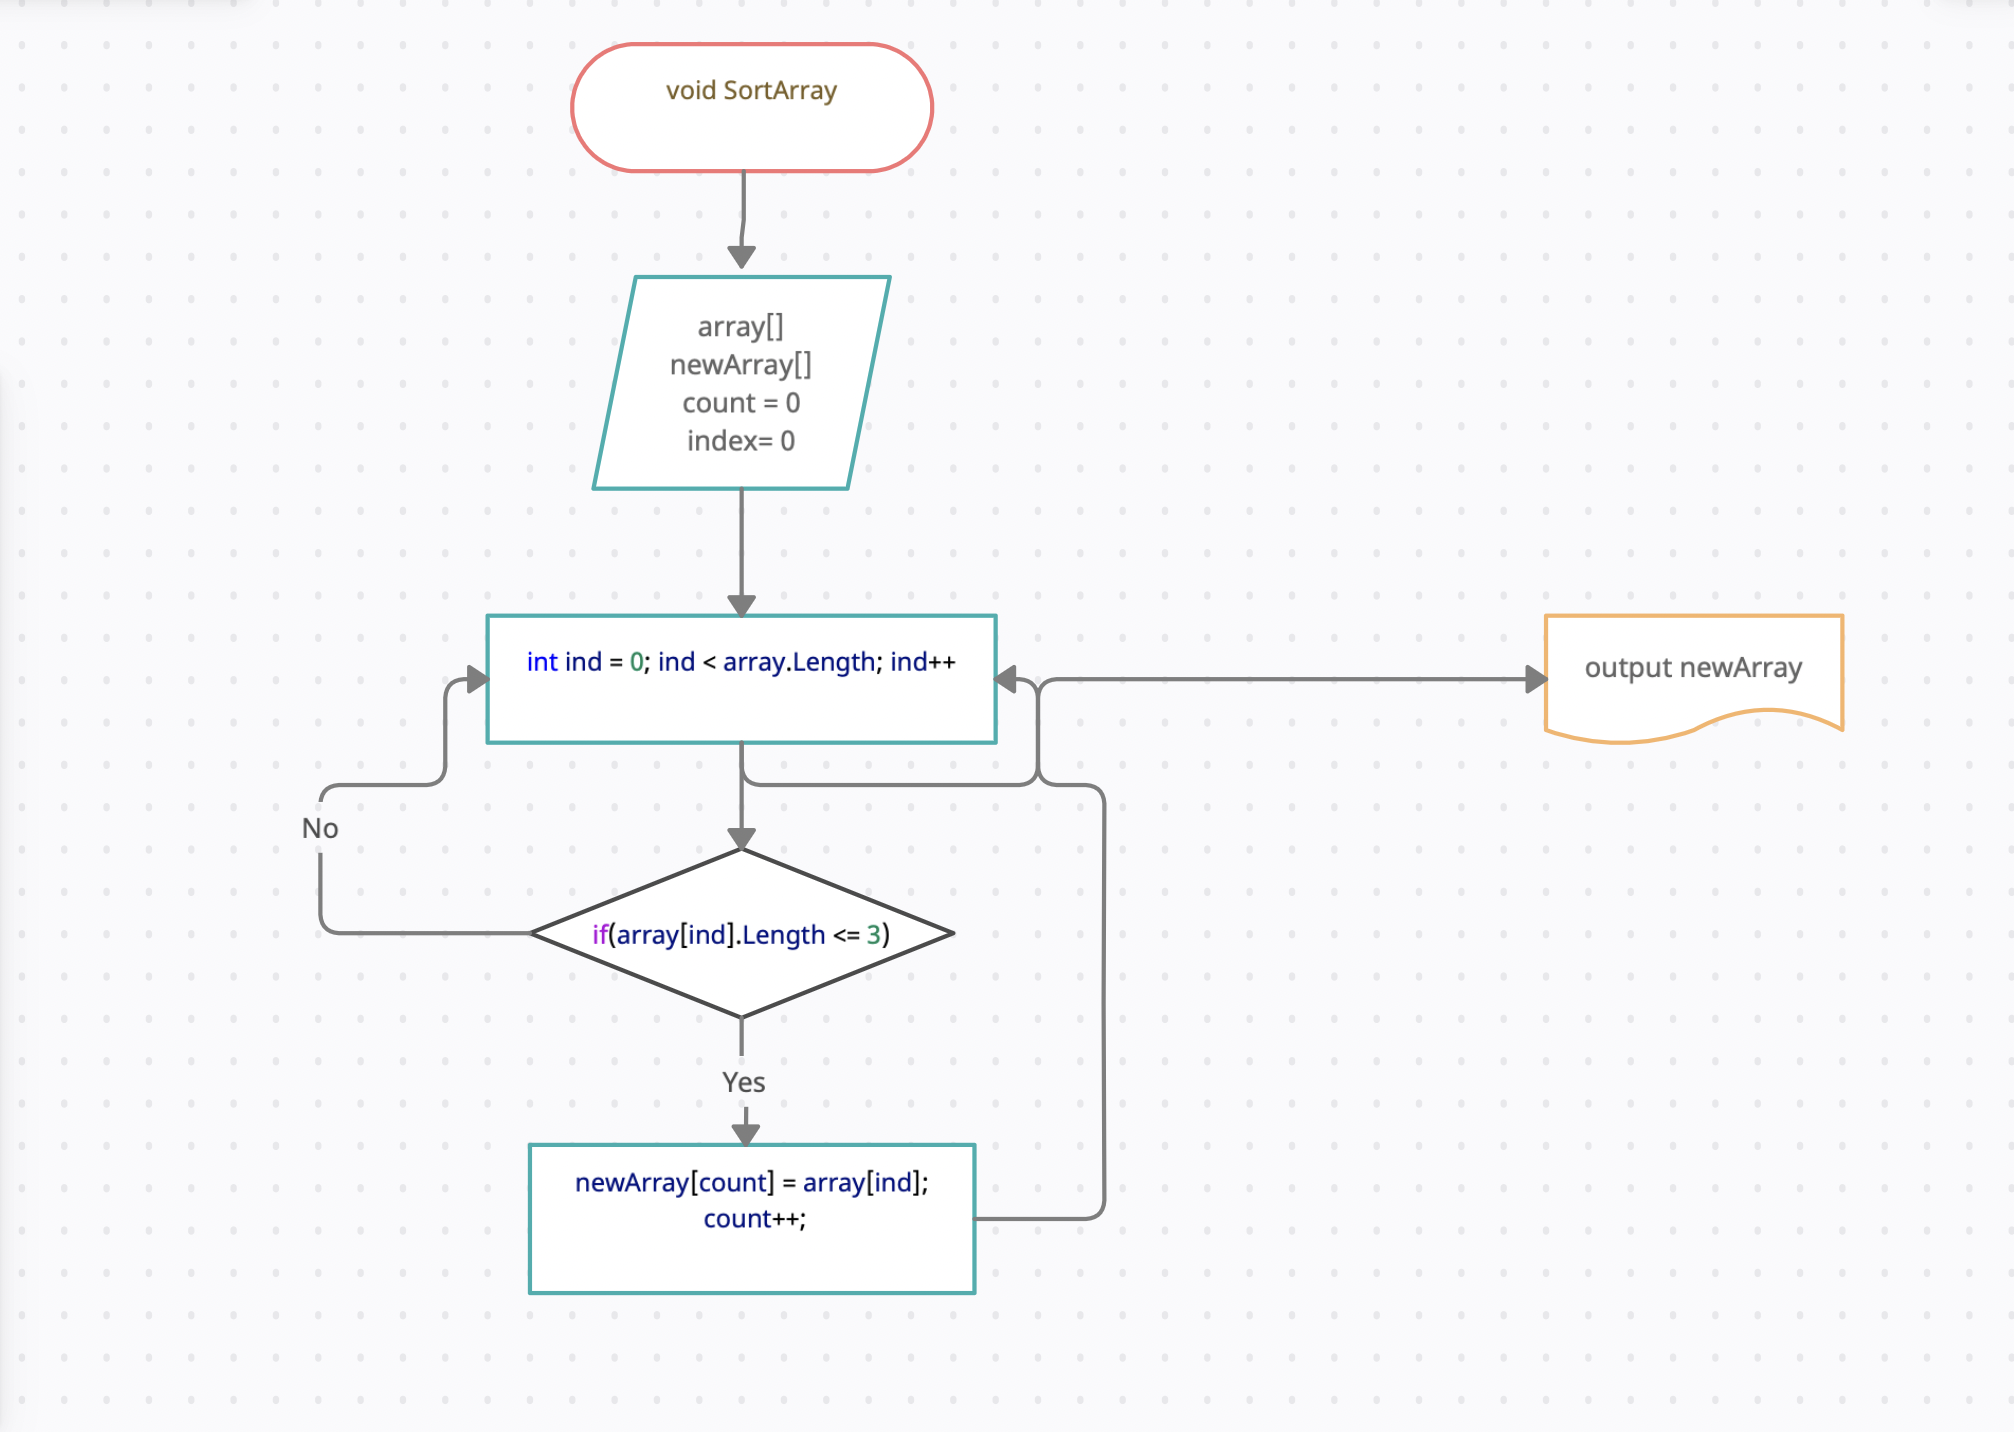 void SortArray
array[]
newArray[]
count = 0
index= 0
int ind = 0; ind < array.Length; ind++
output newArray
No
if(array[ind].Length <= 3)
Yes
newArray[count] = array[ind];
count++;